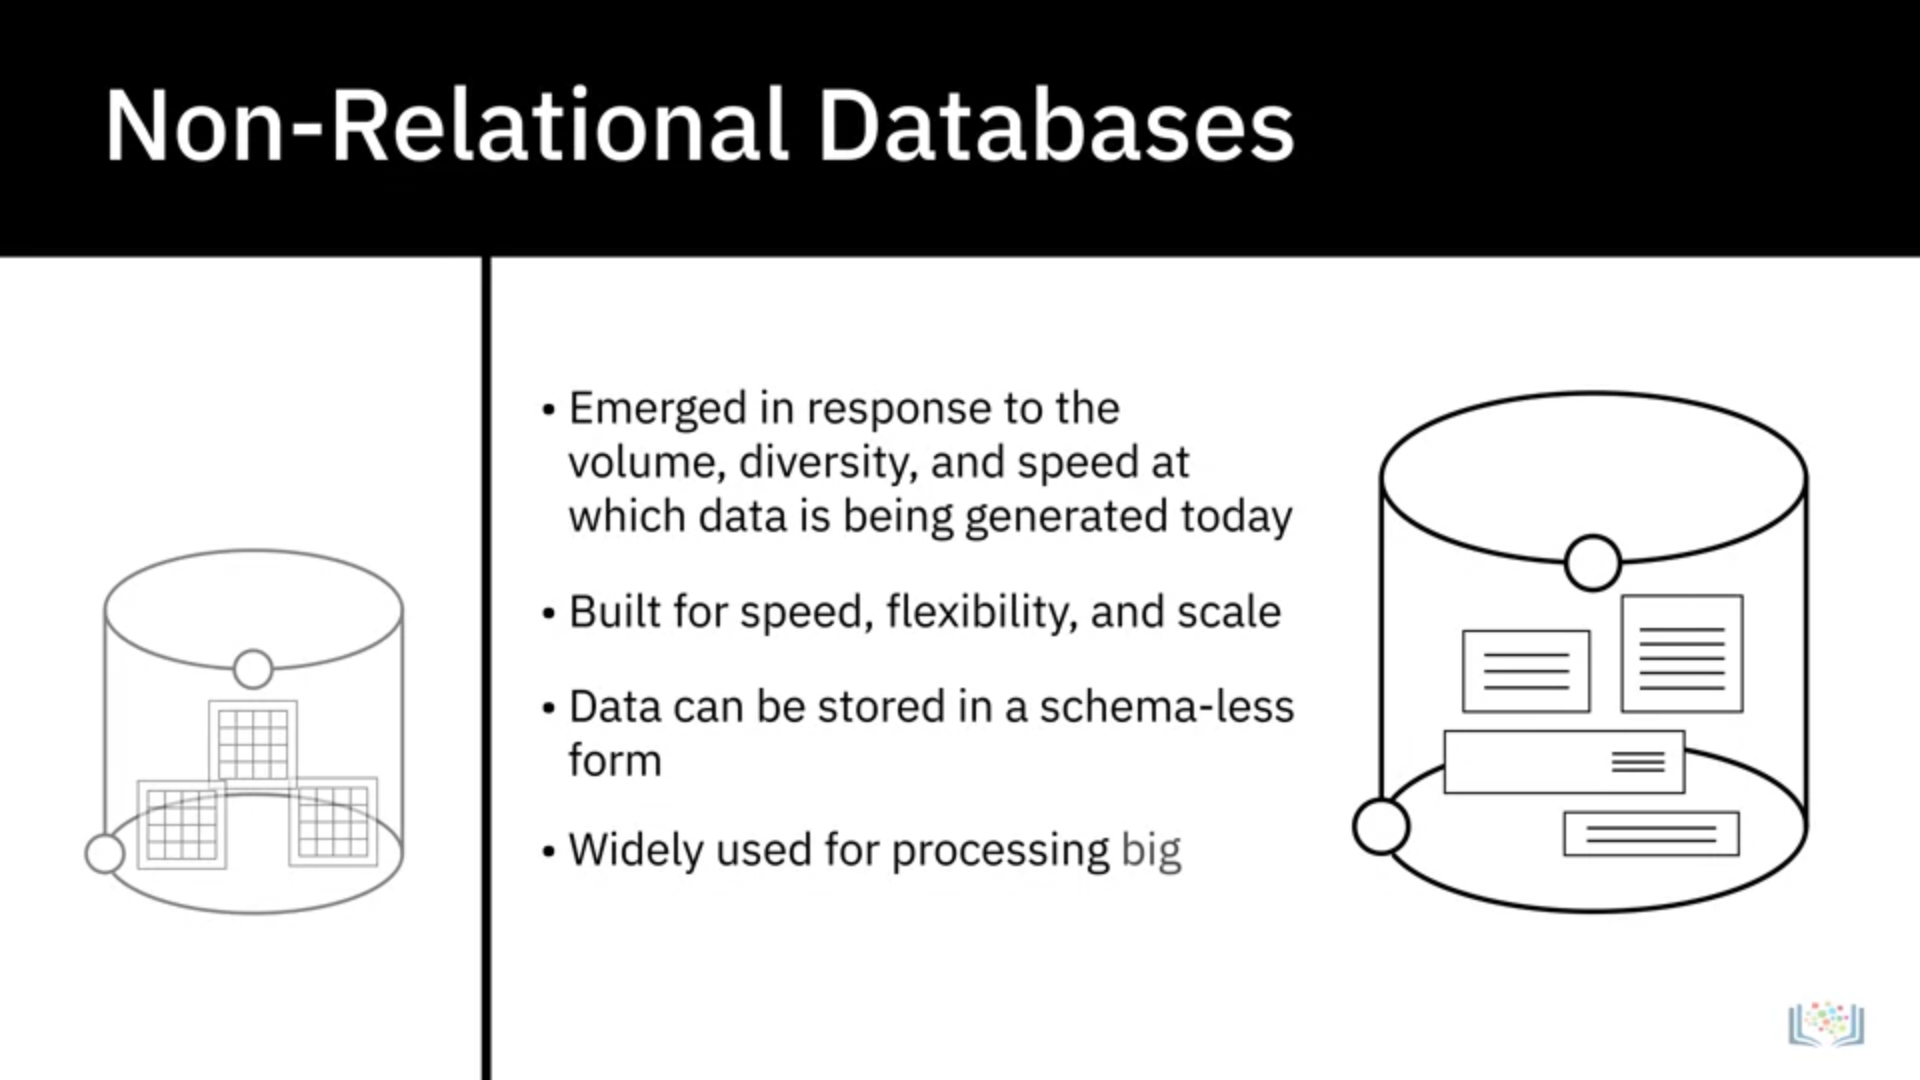 Non-Relational Databases
• Emerged in response to the
volume, diversity, and speed at
which data is being generated today
• Built for speed, flexibility, and scale
• Data can be stored in a schema-less
form
• Widely used for processing big